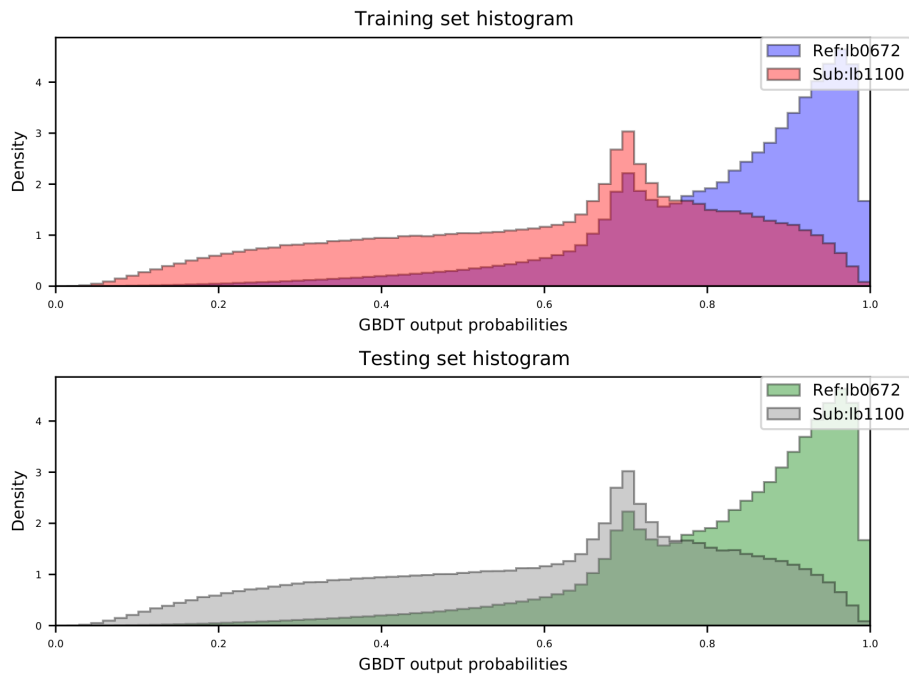 Training set histogram
Ref:lb0672
Sub:lb1100
4
3
2
1
0
Density
0.0 0.2 0.4 0.6 0.8 1.0
GBDT output probabilities
Testing set histogram
Ref:lb0672
Sub:lb1100
4
3
2
1
0
Density
0.0 0.2 0.4 0.6 0.8 1.0
GBDT output probabilities